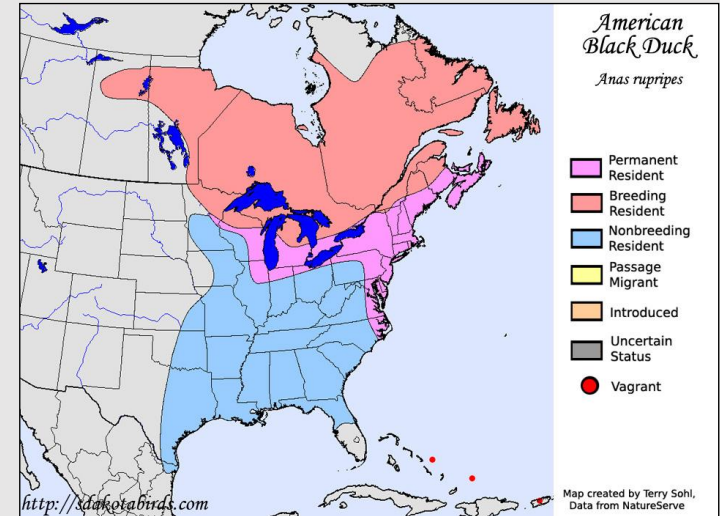 American
Black Duck
Anas rupripes
Permanent
Resident
Breeding
Resident
Nonbreeding
Resident
Passage
Migrant
Introduced
Uncertain
Status
Vagrant
http://sdakotabirds.com
Map created by Terry Sohl,
Data from NatureServe